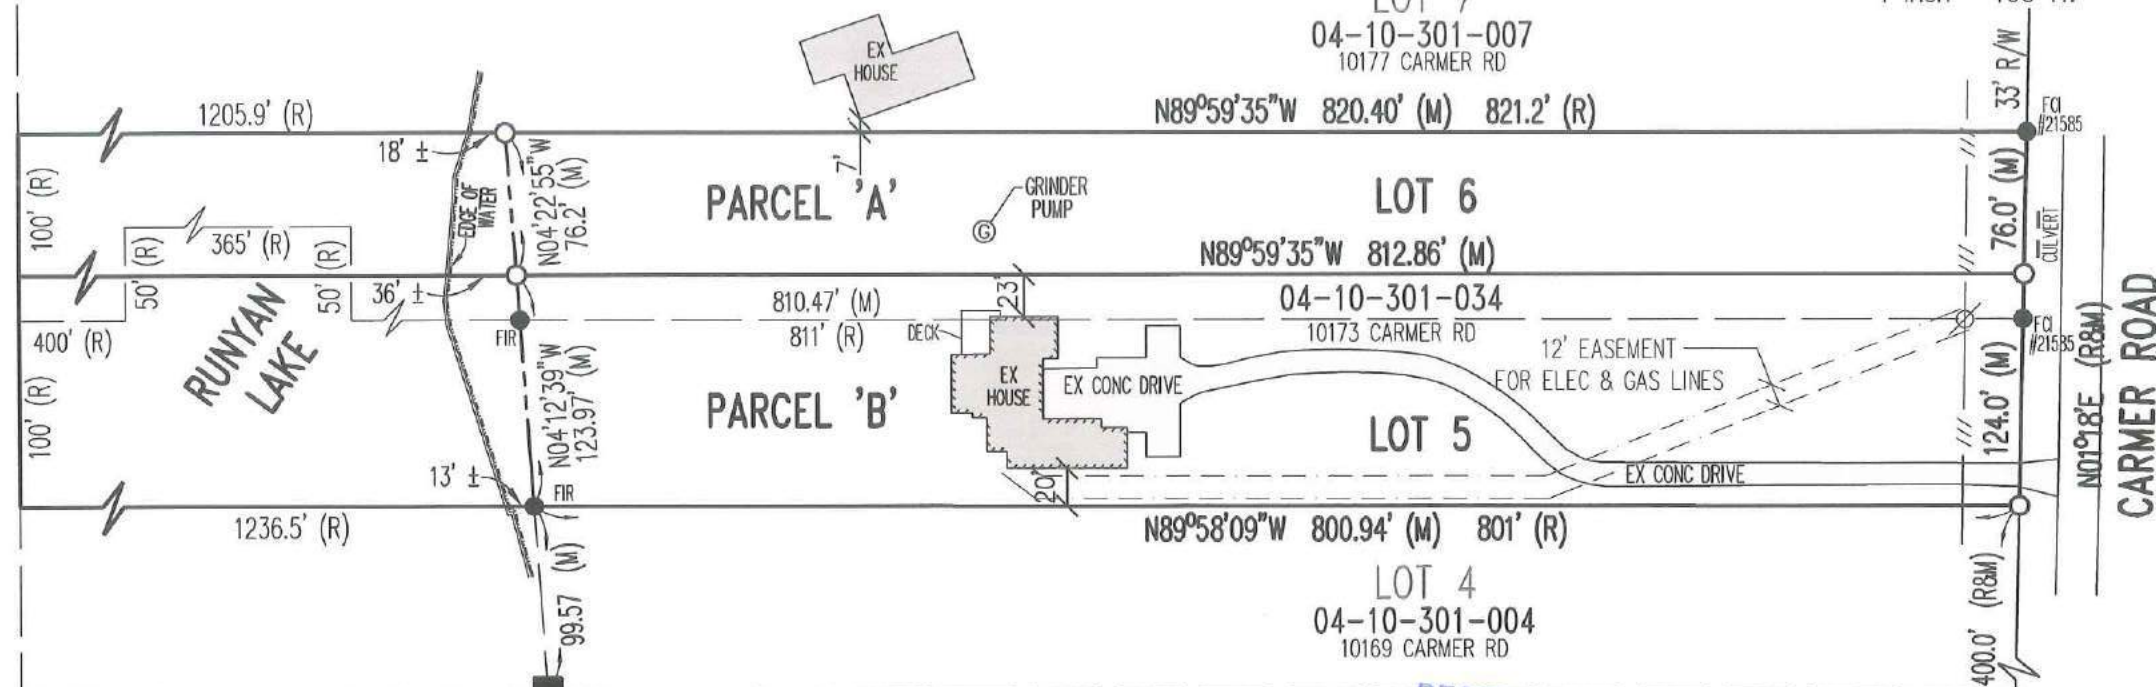 LOT 7
04-10-301-007
10177 CARMER RD
33' R/W
EX
HOUSE
1205.9' (R)
N89°59'35"W 820.40' (M) 821.2' (R)
FCI
#21585
18' ±
7'
100' (R)
EDGE OF
WATER
N04°22'55"W
76.2' (M)
PARCEL 'A'
GRINDER
PUMP
G
LOT 6
76.0' (M)
CULVERT
365' (R)
50' (R)
50' (R)
N89°59'35"W 812.86' (M)
36' ±
23'
810.47' (M)
04-10-301-034
400' (R)
RUNYAN
LAKE
FIR
811' (R)
DECK
10173 CARMER RD
FCI
#21585
12' EASEMENT
FOR ELEC & GAS LINES
EX
HOUSE
EX CONC DRIVE
100' (R)
N04°12'39"W
123.97' (M)
PARCEL 'B'
LOT 5
124.0' (M)
N01°18'E (R&M)
CARMER ROAD
13' ±
FIR
20'
EX CONC DRIVE
1236.5' (R)
N89°58'09"W 800.94' (M) 801' (R)
99.57 (M)
LOT 4
04-10-301-004
10169 CARMER RD
400.0' (R&M)